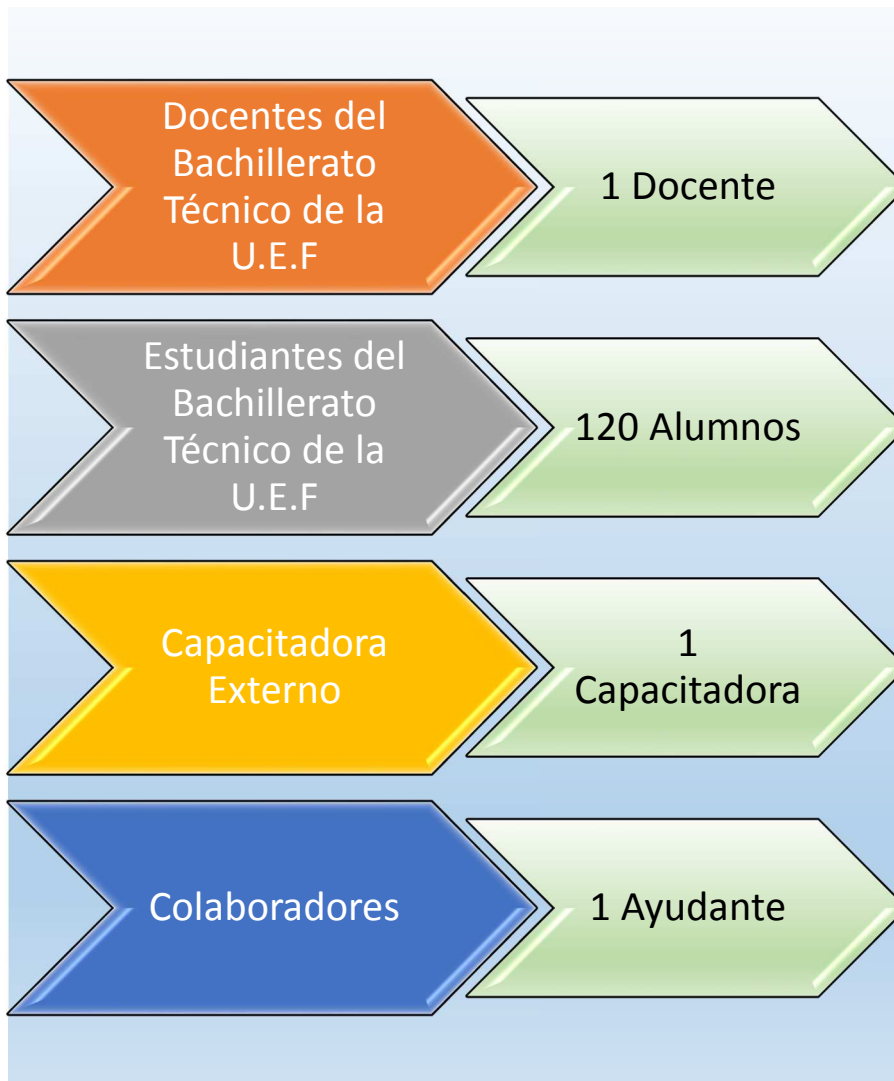 Docentes del
Bachillerato
Técnico de la
U.E.F
1 Docente
Estudiantes del
Bachillerato
Técnico de la
U.E.F
120 Alumnos
Capacitadora
Externo
1
Capacitadora
Colaboradores
1 Ayudante